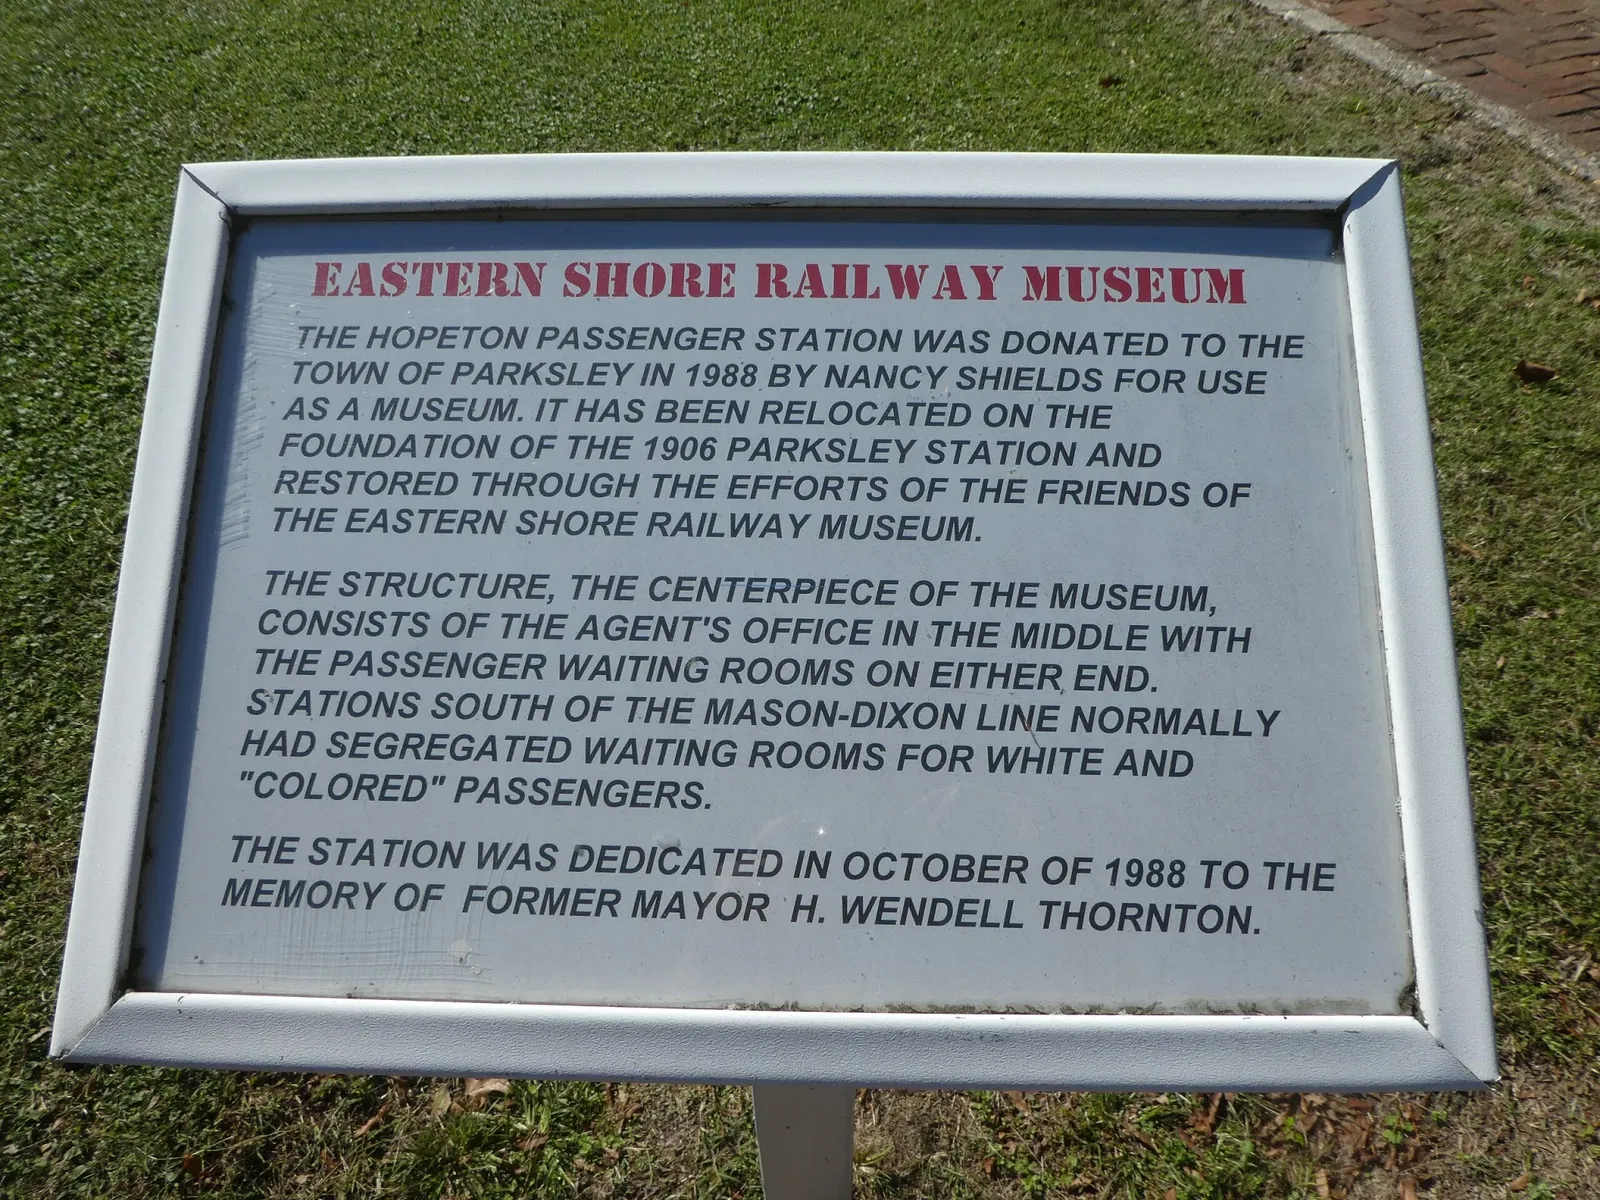 EASTERN SHORE RAILWAY MUSEUM
THE HOPETON PASSENGER STATION WAS DONATED TO THE
TOWN OF PARKSLEY IN 1988 BY NANCY SHIELDS FOR USE
AS A MUSEUM. IT HAS BEEN RELOCATED ON THE
FOUNDATION OF THE 1906 PARKSLEY STATION AND
RESTORED THROUGH THE EFFORTS OF THE FRIENDS OF
THE EASTERN SHORE RAILWAY MUSEUM.
THE STRUCTURE, THE CENTERPIECE OF THE MUSEUM,
CONSISTS OF THE AGENT'S OFFICE IN THE MIDDLE WITH
THE PASSENGER WAITING ROOMS ON EITHER END.
STATIONS SOUTH OF THE MASON-DIXON LINE NORMALLY
HAD SEGREGATED WAITING ROOMS FOR WHITE AND
"COLORED" PASSENGERS.
THE STATION WAS DEDICATED IN OCTOBER OF 1988 TO THE
MEMORY OF FORMER MAYOR H. WENDELL THORNTON.